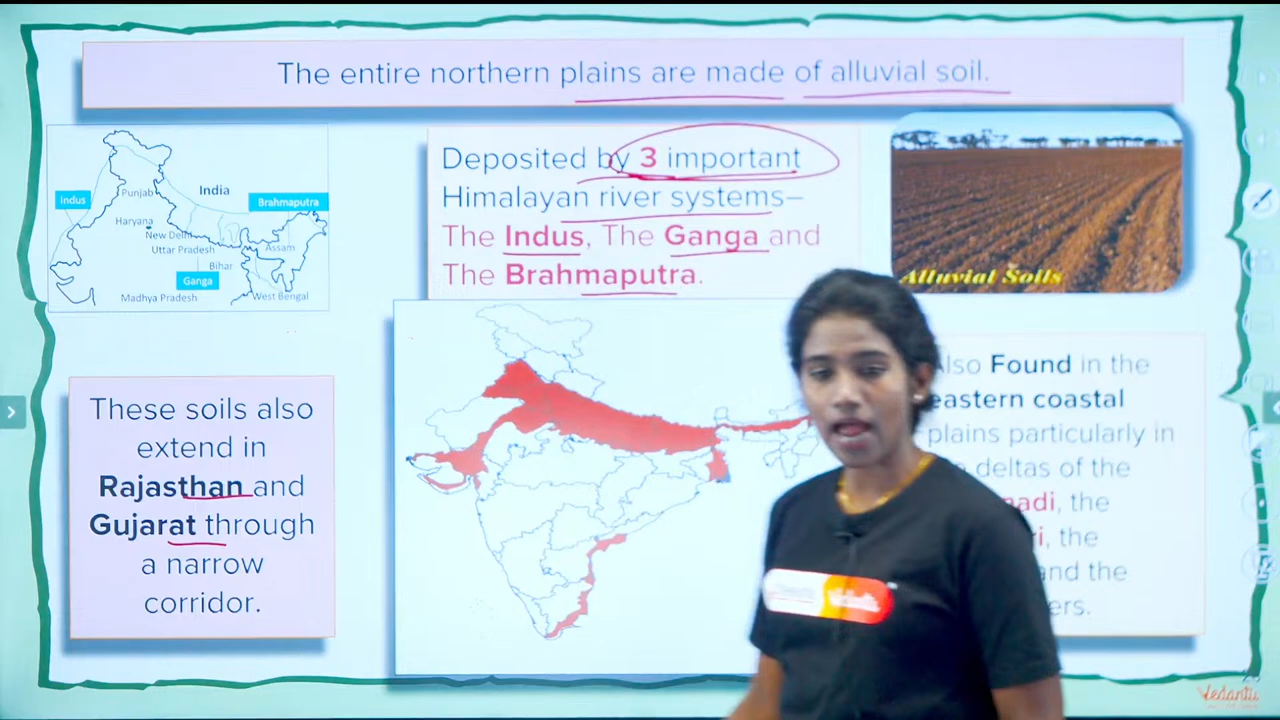 The entire northern plains are made of alluvial soil.
Indus
Punjab
India
Brahmaputra
Haryana
New Delhi
Uttar Pradesh
Assam
Bihar
Ganga
Madhya Pradesh
West Bengal
Deposited by 3 important
Himalayan river systems–
The Indus, The Ganga and
The Brahmaputra.
Alluvial Soils
These soils also
extend in
Rajasthan and
Gujarat through
a narrow
corridor.
Found in the
eastern coastal
plains particularly in
deltas of the
the
the
and the
Vedantu
Vedantu